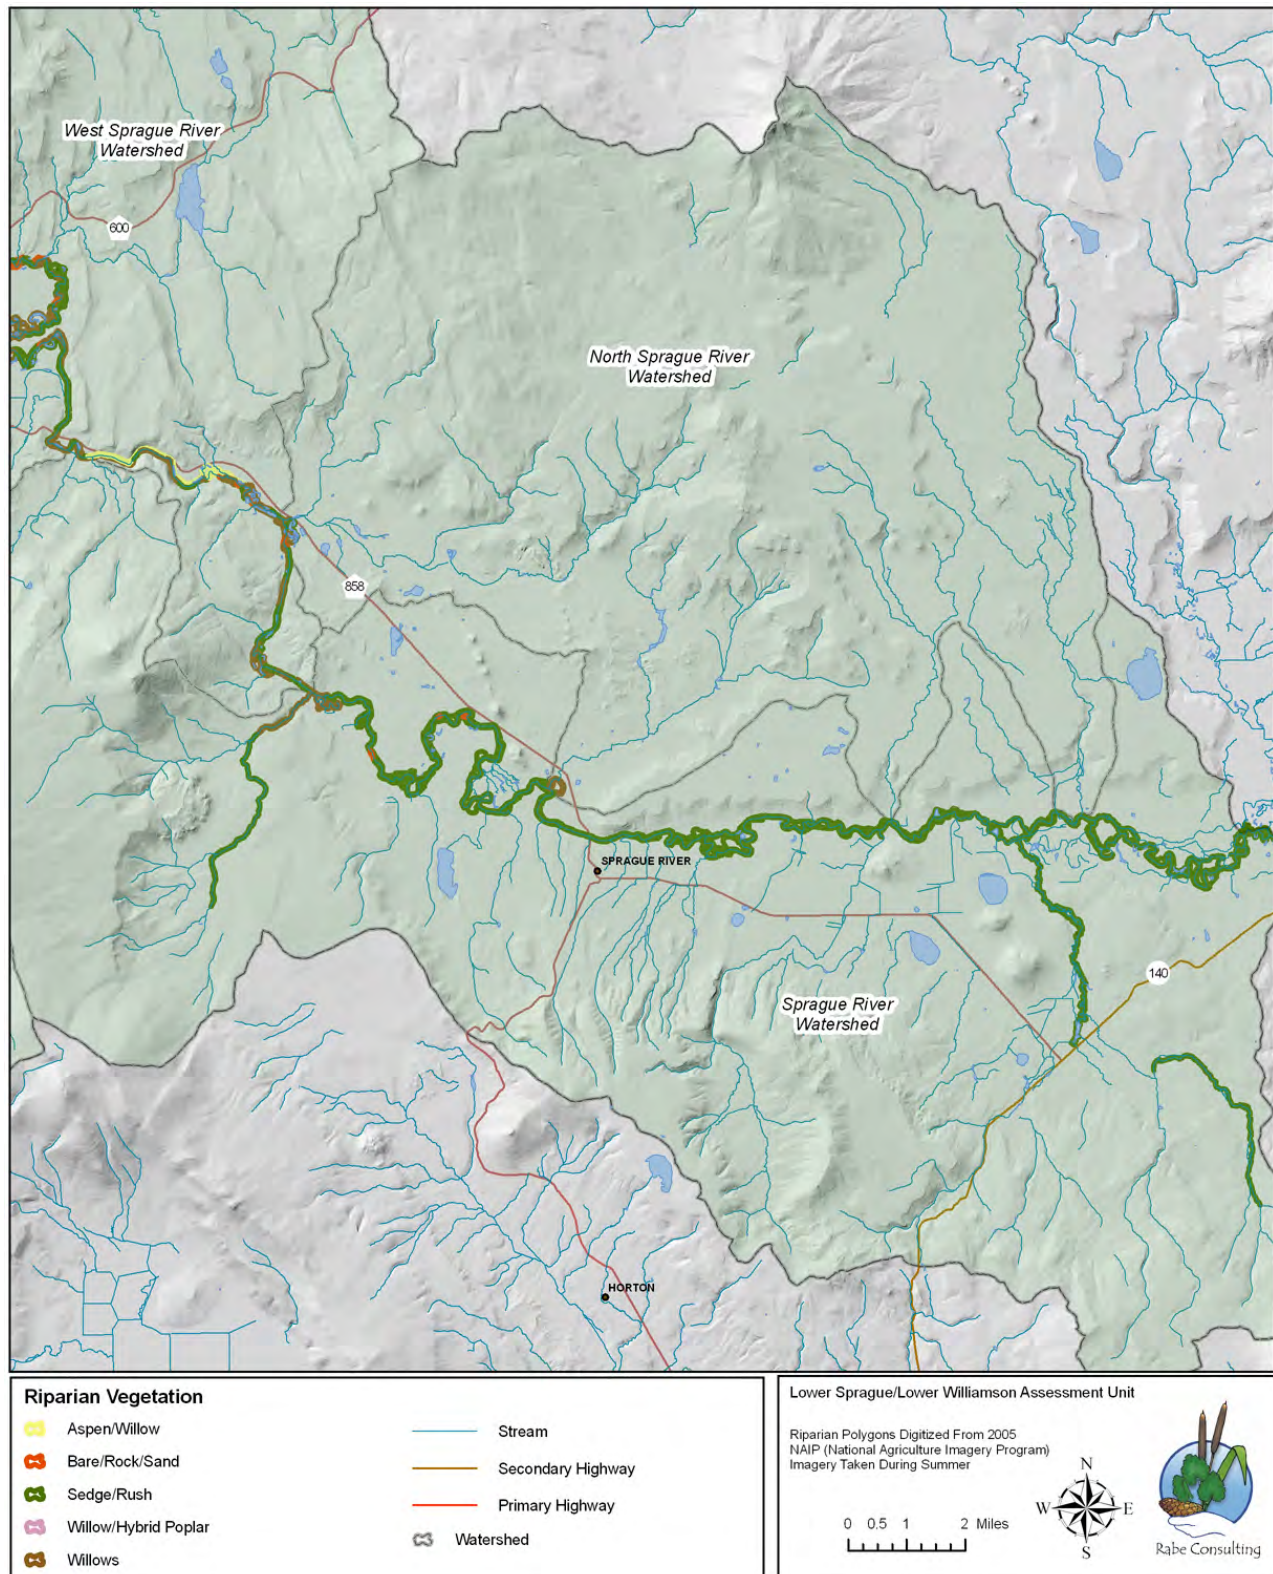 West Sprague River
Watershed
600
North Sprague River
Watershed
858
SPRAGUE RIVER
140
Sprague River
Watershed
HORTON
Riparian Vegetation
Aspen/Willow
Bare/Rock/Sand
Sedge/Rush
Willow/Hybrid Poplar
Willows
Stream
Secondary Highway
Primary Highway
Watershed
Lower Sprague/Lower Williamson Assessment Unit
Riparian Polygons Digitized From 2005
NAIP (National Agriculture Imagery Program)
Imagery Taken During Summer
0 0.5 1 2 Miles
N
W E
S
Rabe Consulting